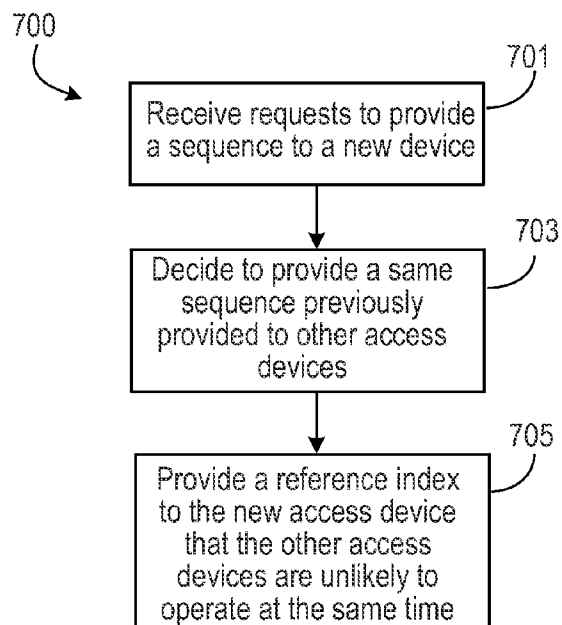 700
701
Receive requests to provide
a sequence to a new device
703
Decide to provide a same
sequence previously
provided to other access
devices
705
Provide a reference index
to the new access device
that the other access
devices are unlikely to
operate at the same time